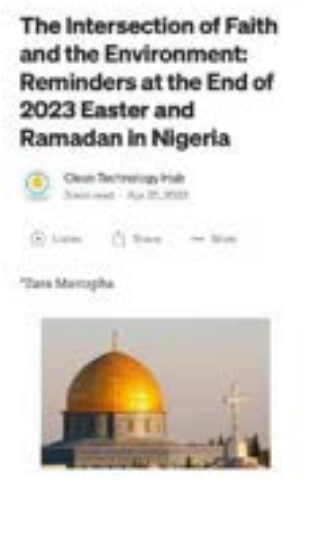 The Intersection of Faith
and the Environment:
Reminders at the End of
2023 Easter and
Ramadan in Nigeria
Clean Technology Hub
Listen Share More